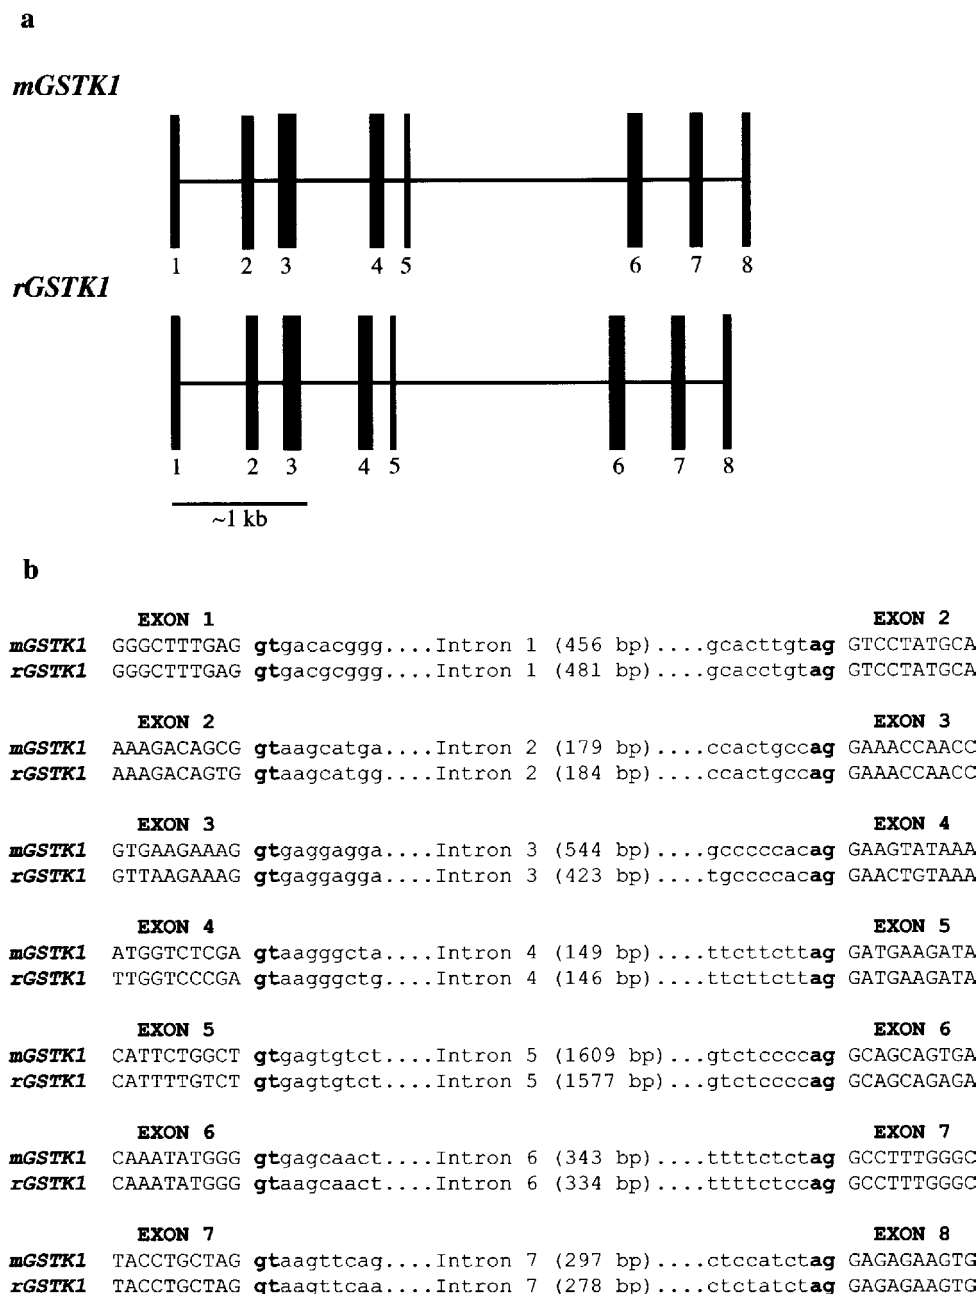 a
mGSTK1
1 2 3 4 5 6 7 8
rGSTK1
1 2 3 4 5 6 7 8
~1 kb
b
EXON 1 EXON 2
mGSTK1 GGGCTTTGAG gtgacacggg....Intron 1 (456 bp)....gcacttgtag GTCCTATGCA
rGSTK1 GGGCTTTGAG gtgacgcggg....Intron 1 (481 bp)....gcacctgtag GTCCTATGCA
EXON 2 EXON 3
mGSTK1 AAAGACAGCG gtaagcatga....Intron 2 (179 bp)....ccactgccag GAAACCAACC
rGSTK1 AAAGACAGTG gtaagcatgg....Intron 2 (184 bp)....ccactgccag GAAACCAACC
EXON 3 EXON 4
mGSTK1 GTGAAGAAAG gtgaggagga....Intron 3 (544 bp)....gcccccacag GAAGTATAAA
rGSTK1 GTTAAGAAAG gtgaggagga....Intron 3 (423 bp)....tgccccacag GAACTGTAAA
EXON 4 EXON 5
mGSTK1 ATGGTCTCGA gtaagggcta....Intron 4 (149 bp)....ttcttcttag GATGAAGATA
rGSTK1 TTGGTCCCGA gtaagggctg....Intron 4 (146 bp)....ttcttcttag GATGAAGATA
EXON 5 EXON 6
mGSTK1 CATTCTGGCT gtgagtgtct....Intron 5 (1609 bp)...gtctccccag GCAGCAGTGA
rGSTK1 CATTTTGTCT gtgagtgtct....Intron 5 (1577 bp)...gtctccccag GCAGCAGAGA
EXON 6 EXON 7
mGSTK1 CAAATATGGG gtgagcaact....Intron 6 (343 bp)....ttttctctag GCCTTTGGGC
rGSTK1 CAAATATGGG gtaagcaact....Intron 6 (334 bp)....ttttctccag GCCTTTGGGC
EXON 7 EXON 8
mGSTK1 TACCTGCTAG gtaagttcag....Intron 7 (297 bp)....ctccatctag GAGAGAAGTG
rGSTK1 TACCTGCTAG gtaagttcaa....Intron 7 (278 bp)....ctctatctag GAGAGAAGTG